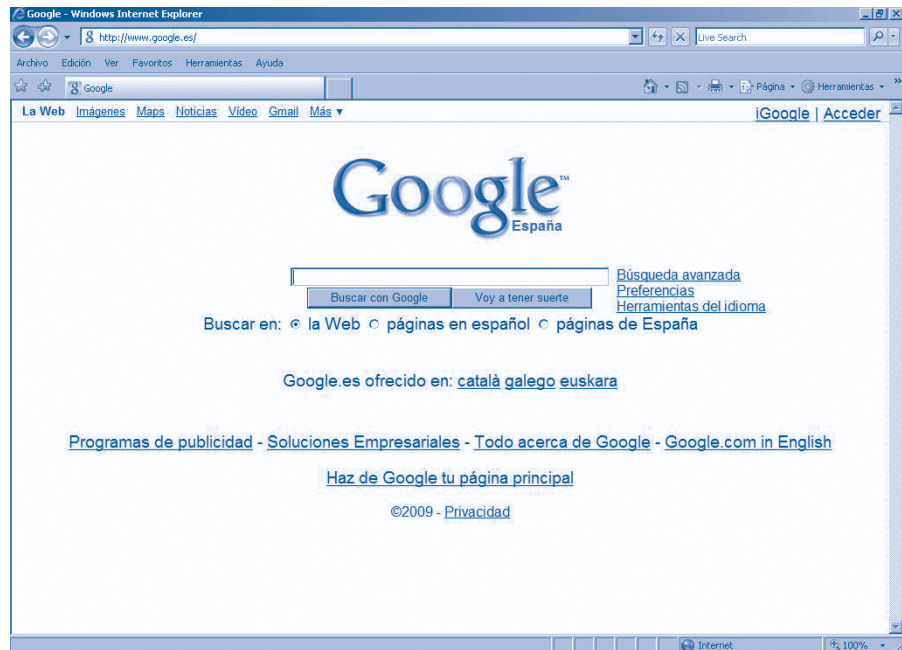 Google - Windows Internet Explorer
http://www.google.es/
Live Search
Archivo Edición Ver Favoritos Herramientas Ayuda
Google
Página Herramientas
La Web Imágenes Maps Noticias Vídeo Gmail Más ▼
iGoogle | Acceder
Google™
España
Búsqueda avanzada
Buscar con Google Voy a tener suerte
Preferencias
Herramientas del idioma
Buscar en: la Web páginas en español páginas de España
Google.es ofrecido en: català galego euskara
Programas de publicidad - Soluciones Empresariales - Todo acerca de Google - Google.com in English
Haz de Google tu página principal
©2009 - Privacidad
Internet 100%